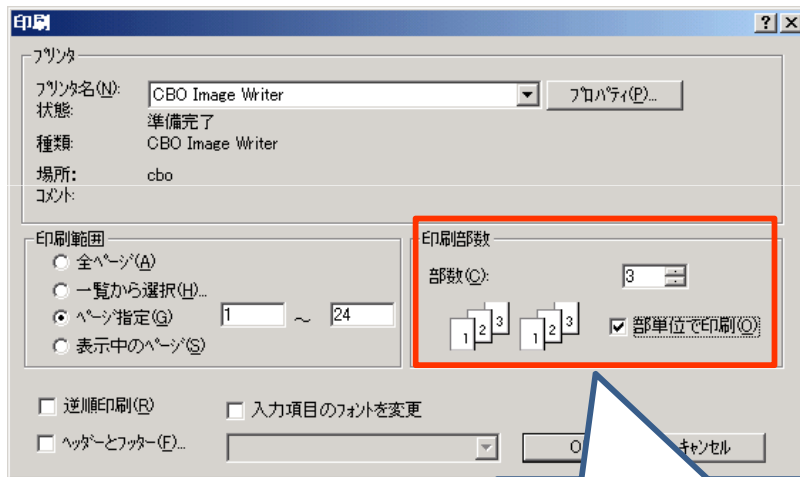 印刷
プリンタ
プリンタ名(N): CBO Image Writer プロパティ(P)...
状態: 準備完了
種類: CBO Image Writer
場所: cbo
コメント:
印刷範囲
全ページ(A)
一覧から選択(H)...
ページ指定(G) 1 ～ 24
表示中のページ(S)
印刷部数
部数(C): 3
1 2 3 1 2 3 部単位で印刷(O)
逆順印刷(R) 入力項目のフォントを変更
ヘッダーとフッター(F)... キャンセル